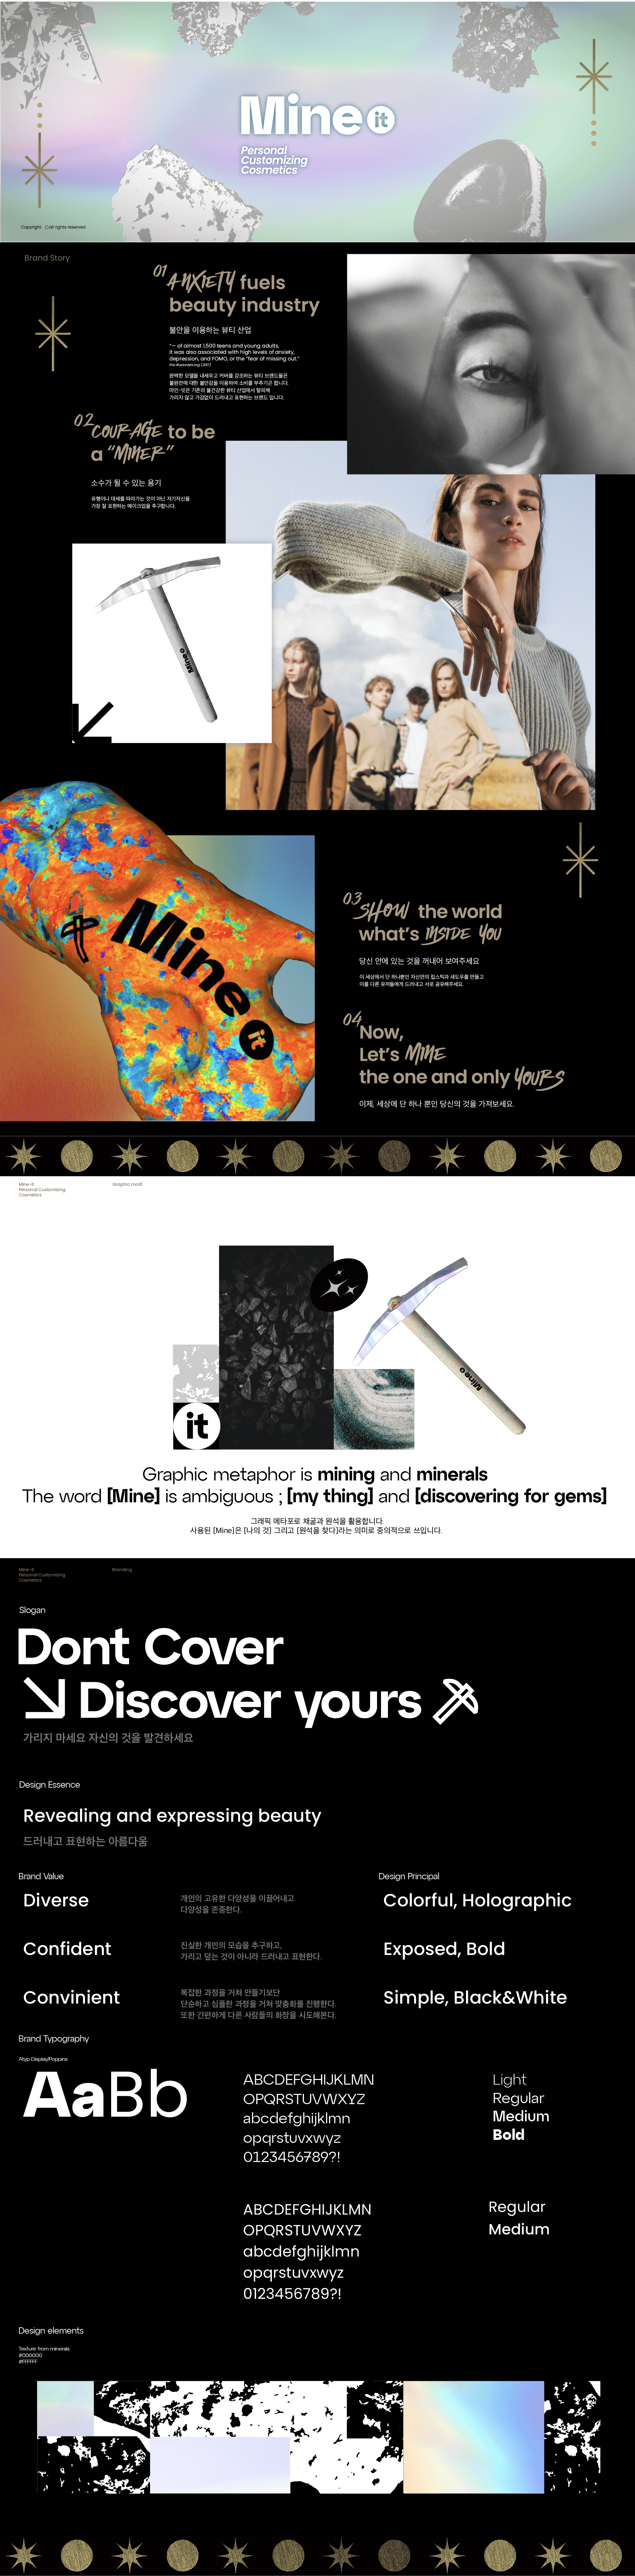 Mine it
Personal
Customizing
Cosmetics
Copyright all rights reserved
Brand Story
01 ANXIETY fuels
beauty industry
불안을 이용하는 뷰티 산업
"— of almost 1,500 teens and young adults,
it was also associated with high levels of anxiety,
depression, and FOMO, or the "fear of missing out."
완벽한 모델을 내세우고 커버를 강조하는 뷰티 브랜드들은
불완전에 대한 불안감을 이용하여 소비를 부추기곤 합니다.
마인-잇은 기존의 불건강한 뷰티 산업에서 탈피해
가리지 않고 가감없이 드러내고 표현하는 브랜드 입니다.
02 COURAGE to be
a "MINER"
소수가 될 수 있는 용기
유행이나 대세를 따라가는 것이 아닌 자기자신을
가장 잘 표현하는 메이크업을 추구합니다.
Mine
Mine it
03 SHOW the world
what's INSIDE YOU
당신 안에 있는 것을 꺼내어 보여주세요
이 세상에서 단 하나뿐인 자신만의 립스틱과 섀도우를 만들고
이를 다른 유저들에게 드러내고 서로 공유해주세요.
04 Now,
Let's MINE
the one and only YOURS
이제, 세상에 단 하나 뿐인 당신의 것을 가져보세요.
Mine-it
Personal Customizing
Cosmetics
Graphic motif
it
Mine
Graphic metaphor is mining and minerals
The word [Mine] is ambiguous ; [my thing] and [discovering for gems]
그래픽 메타포로 채굴과 원석을 활용합니다.
사용된 [Mine]은 [나의 것] 그리고 [원석을 찾다]라는 의미로 중의적으로 쓰입니다.
Mine-it
Personal Customizing
Cosmetics
Branding
Slogan
Dont Cover
Discover yours
가리지 마세요 자신의 것을 발견하세요
Design Essence
Revealing and expressing beauty
드러내고 표현하는 아름다움
Brand Value
Design Principal
Diverse
개인의 고유한 다양성을 이끌어내고
다양성을 존중한다.
Colorful, Holographic
Confident
진실한 개인의 모습을 추구하고,
가리고 덮는 것이 아니라 드러내고 표현한다.
Exposed, Bold
Convinient
복잡한 과정을 거쳐 만들기보단
단순하고 심플한 과정을 거쳐 맞춤화를 진행한다.
또한 간편하게 다른 사람들의 화장을 시도해본다.
Simple, Black&White
Brand Typography
Atyp Display/Poppins
AaBb
ABCDEFGHIJKLMN
OPQRSTUVWXYZ
abcdefghijklmn
opqrstuvwxyz
0123456789?!
Light
Regular
Medium
Bold
ABCDEFGHIJKLMN
OPQRSTUVWXYZ
abcdefghijklmn
opqrstuvxwyz
0123456789?!
Regular
Medium
Design elements
Texture from minerals
#000000
#FFFFFF